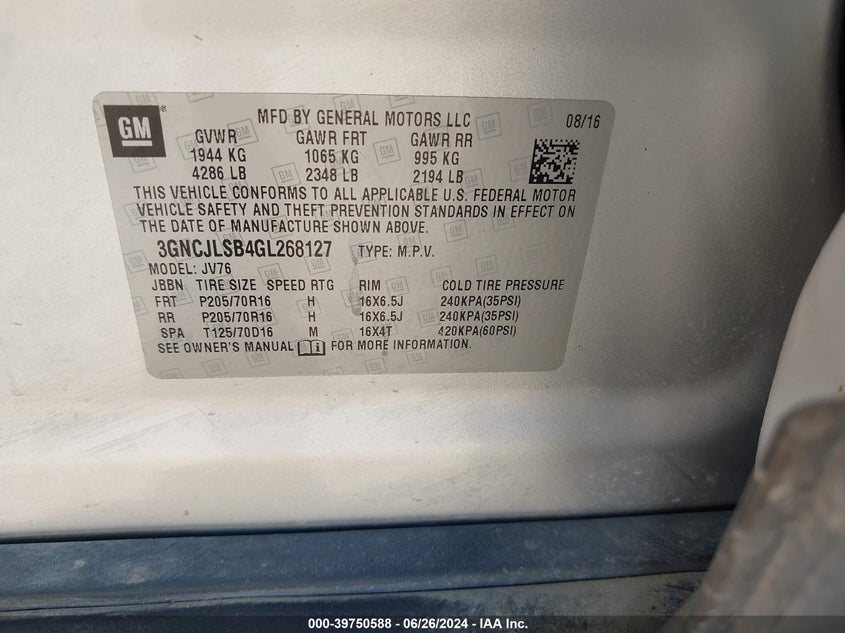 GM
MFD BY GENERAL MOTORS LLC 08/16
GVWR GAWR FRT GAWR RR
1944 KG 1065 KG 995 KG
4286 LB 2348 LB 2194 LB
THIS VEHICLE CONFORMS TO ALL APPLICABLE U.S. FEDERAL MOTOR
VEHICLE SAFETY AND THEFT PREVENTION STANDARDS IN EFFECT ON
THE DATE OF MANUFACTURE SHOWN ABOVE.
3GNCJLSB4GL268127 TYPE: M.P.V.
MODEL: JV76
JBBN TIRE SIZE SPEED RTG RIM COLD TIRE PRESSURE
FRT P205/70R16 H 16X6.5J 240KPA(35PSI)
RR P205/70R16 H 16X6.5J 240KPA(35PSI)
SPA T125/70D16 M 16X4T 420KPA(60PSI)
SEE OWNER'S MANUAL FOR MORE INFORMATION.
000-39750588 - 06/26/2024 - IAA Inc.